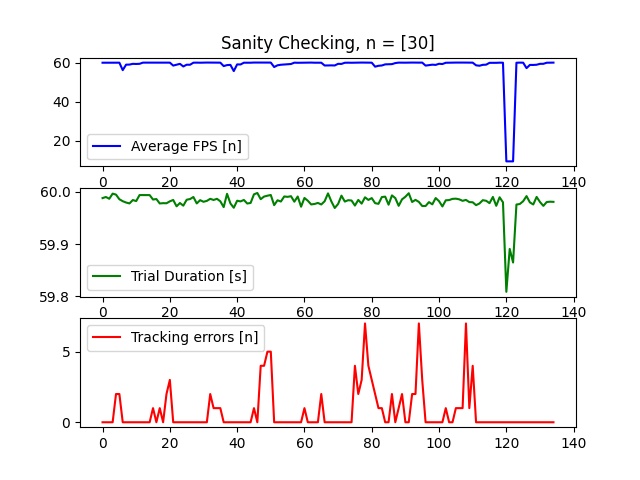 Sanity Checking, n = [30]
60
40
20
Average FPS [n]
0 20 40 60 80 100 120 140
60.0
59.9
59.8
Trial Duration [s]
0 20 40 60 80 100 120 140
5
0
Tracking errors [n]
0 20 40 60 80 100 120 140